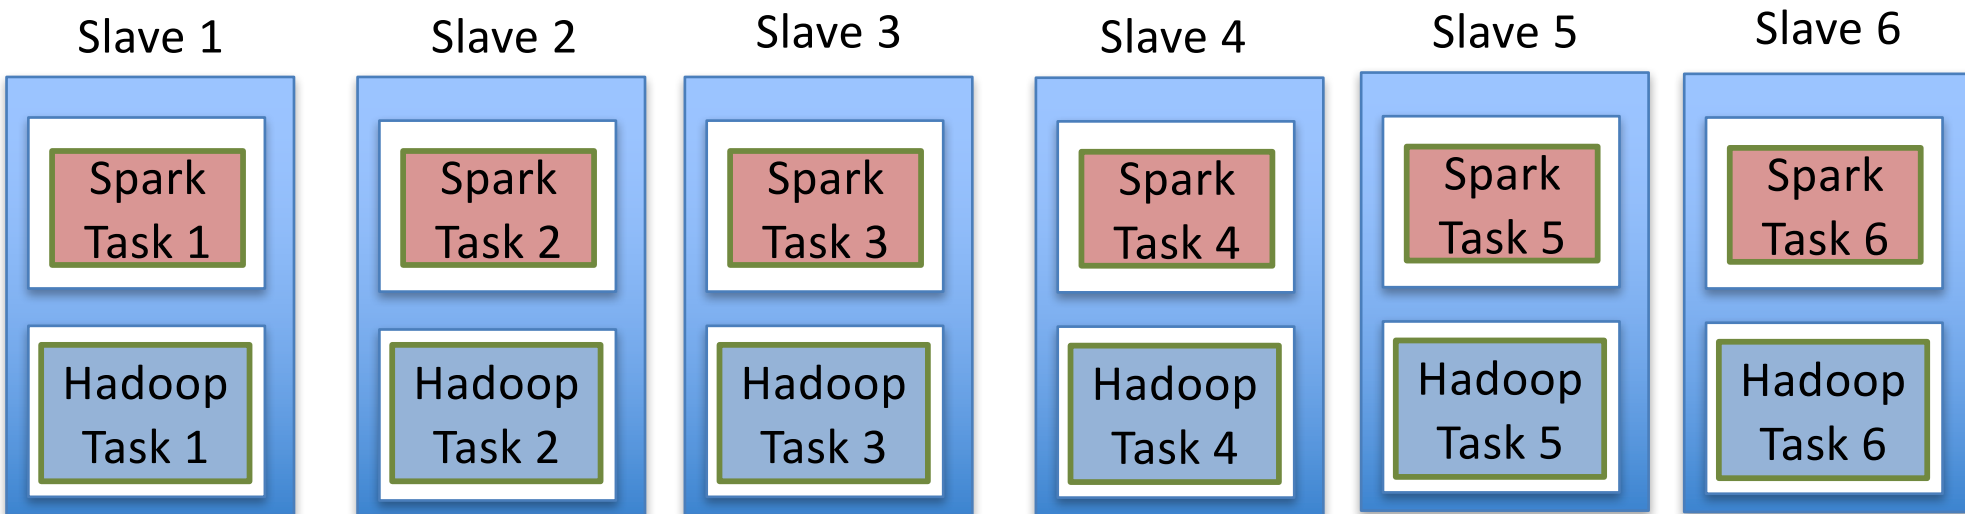 Slave 1
Slave 2
Slave 3
Slave 4
Slave 5
Slave 6
Spark
Task 1
Spark
Task 2
Spark
Task 3
Spark
Task 4
Spark
Task 5
Spark
Task 6
Hadoop
Task 1
Hadoop
Task 2
Hadoop
Task 3
Hadoop
Task 4
Hadoop
Task 5
Hadoop
Task 6